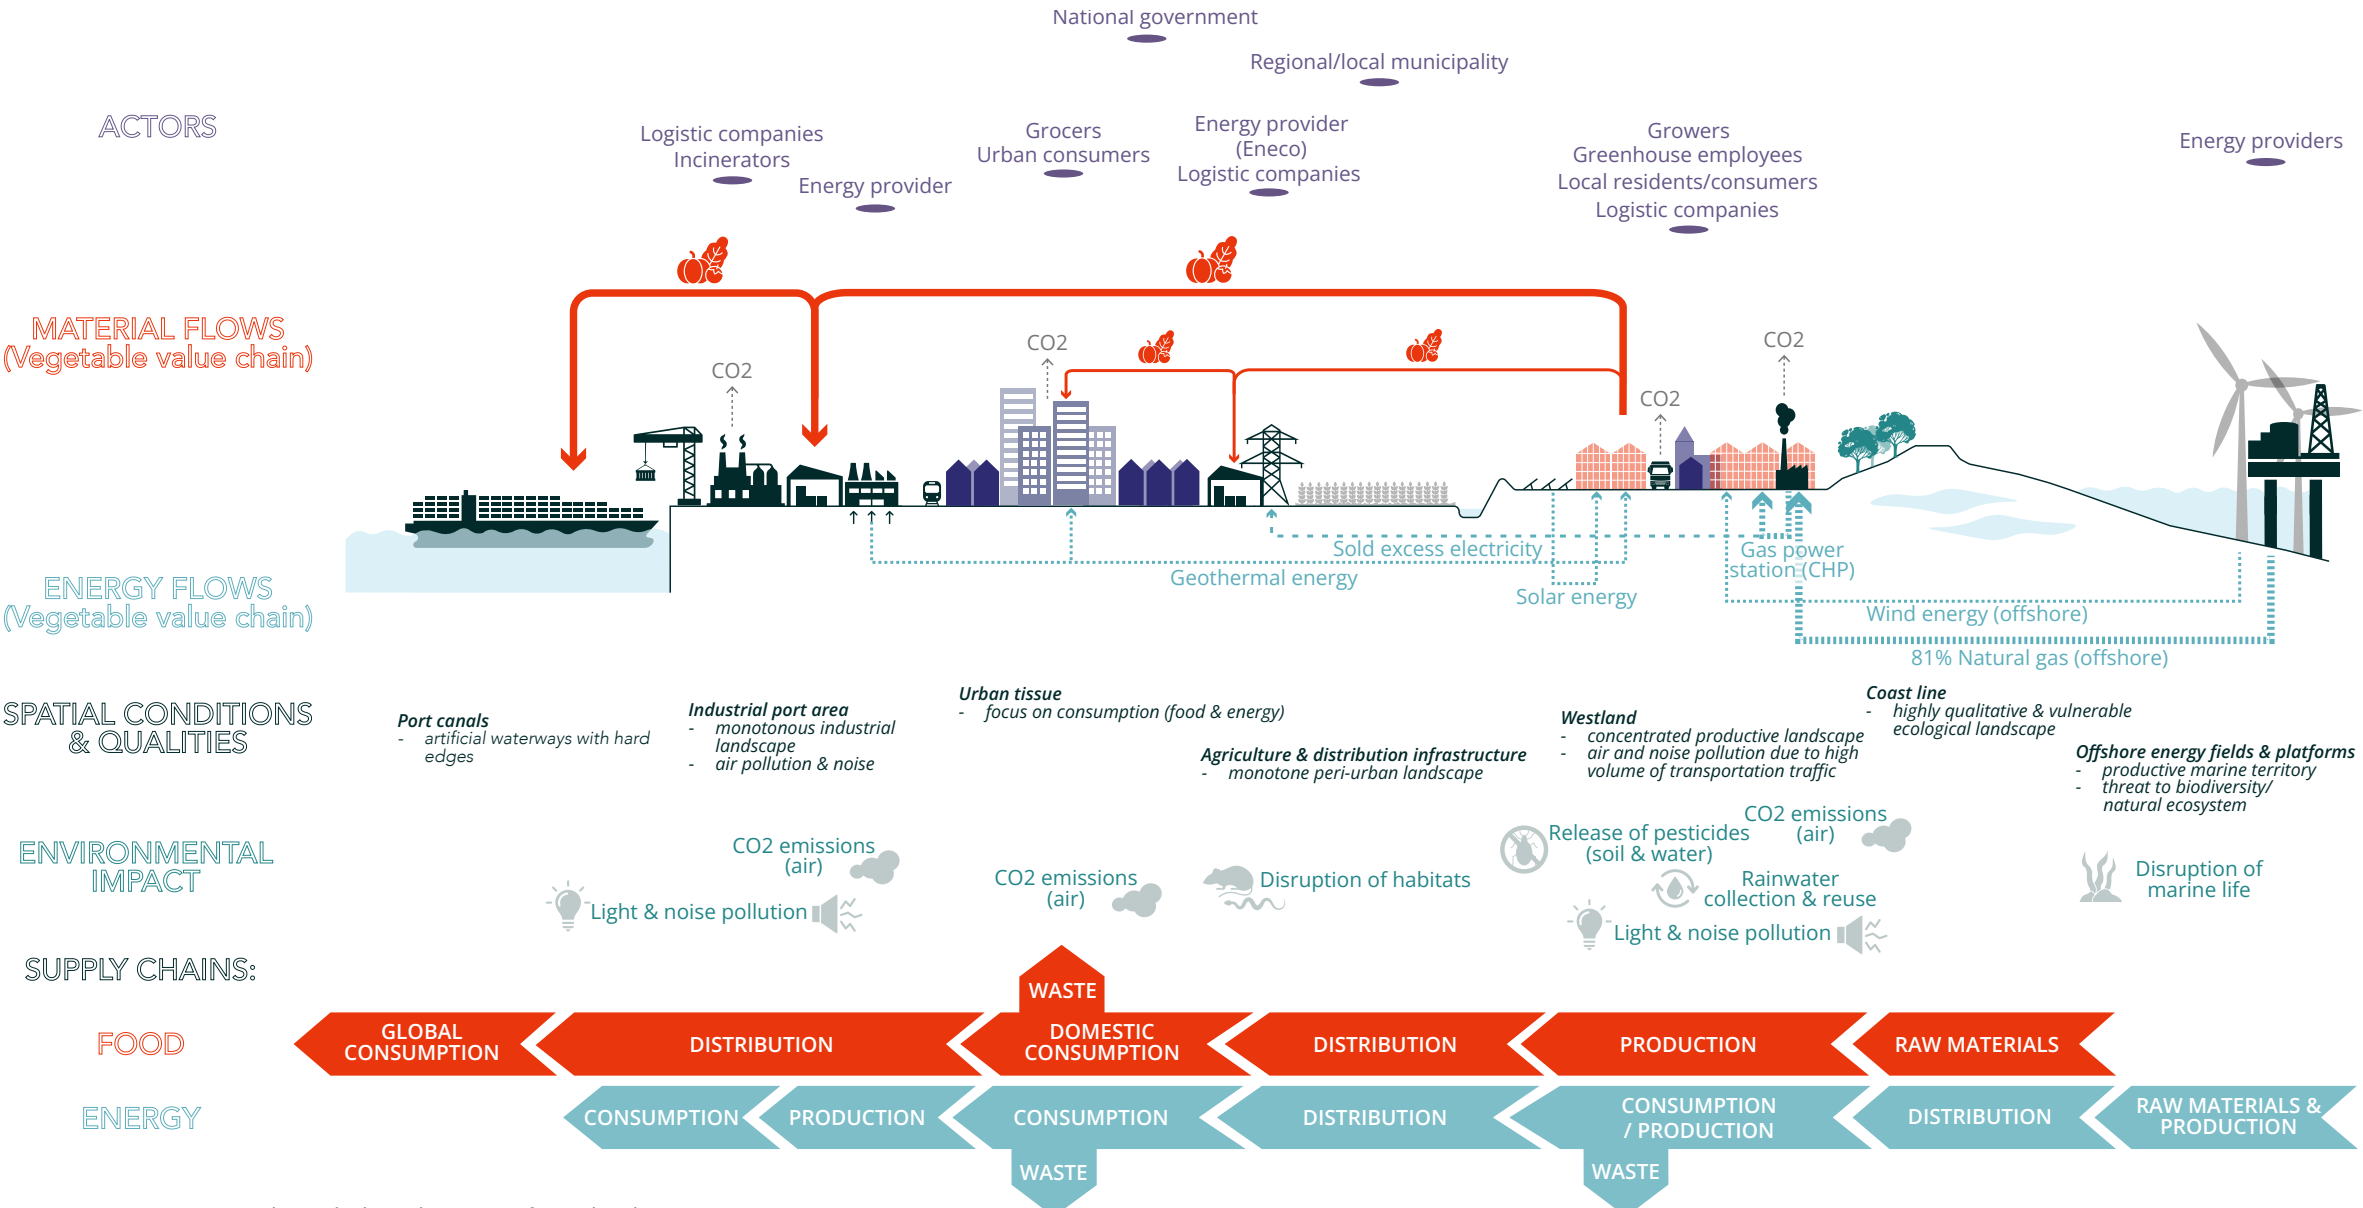 National government
Regional/local municipality
ACTORS
Logistic companies
Incinerators
Energy provider
Grocers
Urban consumers
Energy provider
(Eneco)
Logistic companies
Growers
Greenhouse employees
Local residents/consumers
Logistic companies
Energy providers
MATERIAL FLOWS
(Vegetable value chain)
CO2
CO2
CO2
CO2
ENERGY FLOWS
(Vegetable value chain)
Sold excess electricity
Geothermal energy
Solar energy
Gas power
station (CHP)
Wind energy (offshore)
81% Natural gas (offshore)
SPATIAL CONDITIONS
& QUALITIES
Port canals
- artificial waterways with hard
edges
Industrial port area
- monotonous industrial
landscape
- air pollution & noise
Urban tissue
- focus on consumption (food & energy)
Agriculture & distribution infrastructure
- monotone peri-urban landscape
Westland
- concentrated productive landscape
- air and noise pollution due to high
volume of transportation traffic
Coast line
- highly qualitative & vulnerable
ecological landscape
Offshore energy fields & platforms
- productive marine territory
- threat to biodiversity/
natural ecosystem
ENVIRONMENTAL
IMPACT
CO2 emissions
(air)
Light & noise pollution
CO2 emissions
(air)
Disruption of habitats
Release of pesticides
(soil & water)
CO2 emissions
(air)
Rainwater
collection & reuse
Light & noise pollution
Disruption of
marine life
SUPPLY CHAINS:
WASTE
FOOD
GLOBAL
CONSUMPTION
DISTRIBUTION
DOMESTIC
CONSUMPTION
DISTRIBUTION
PRODUCTION
RAW MATERIALS
ENERGY
CONSUMPTION
PRODUCTION
CONSUMPTION
DISTRIBUTION
CONSUMPTION
/ PRODUCTION
DISTRIBUTION
RAW MATERIALS &
PRODUCTION
WASTE
WASTE